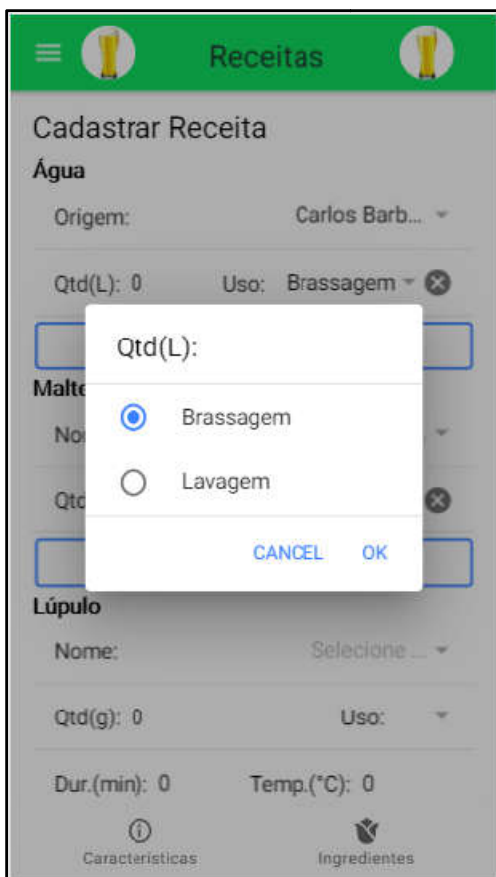 Receitas
Cadastrar Receita
Água
Origem: Carlos Barb...
Qtd(L): 0 Uso: Brassagem
Qtd(L):
Malte
Brassagem
Lavagem
CANCEL OK
Lúpulo
Nome: Selecione ...
Qtd(g): 0 Uso:
Dur.(min): 0 Temp.(°C): 0
Características Ingredientes